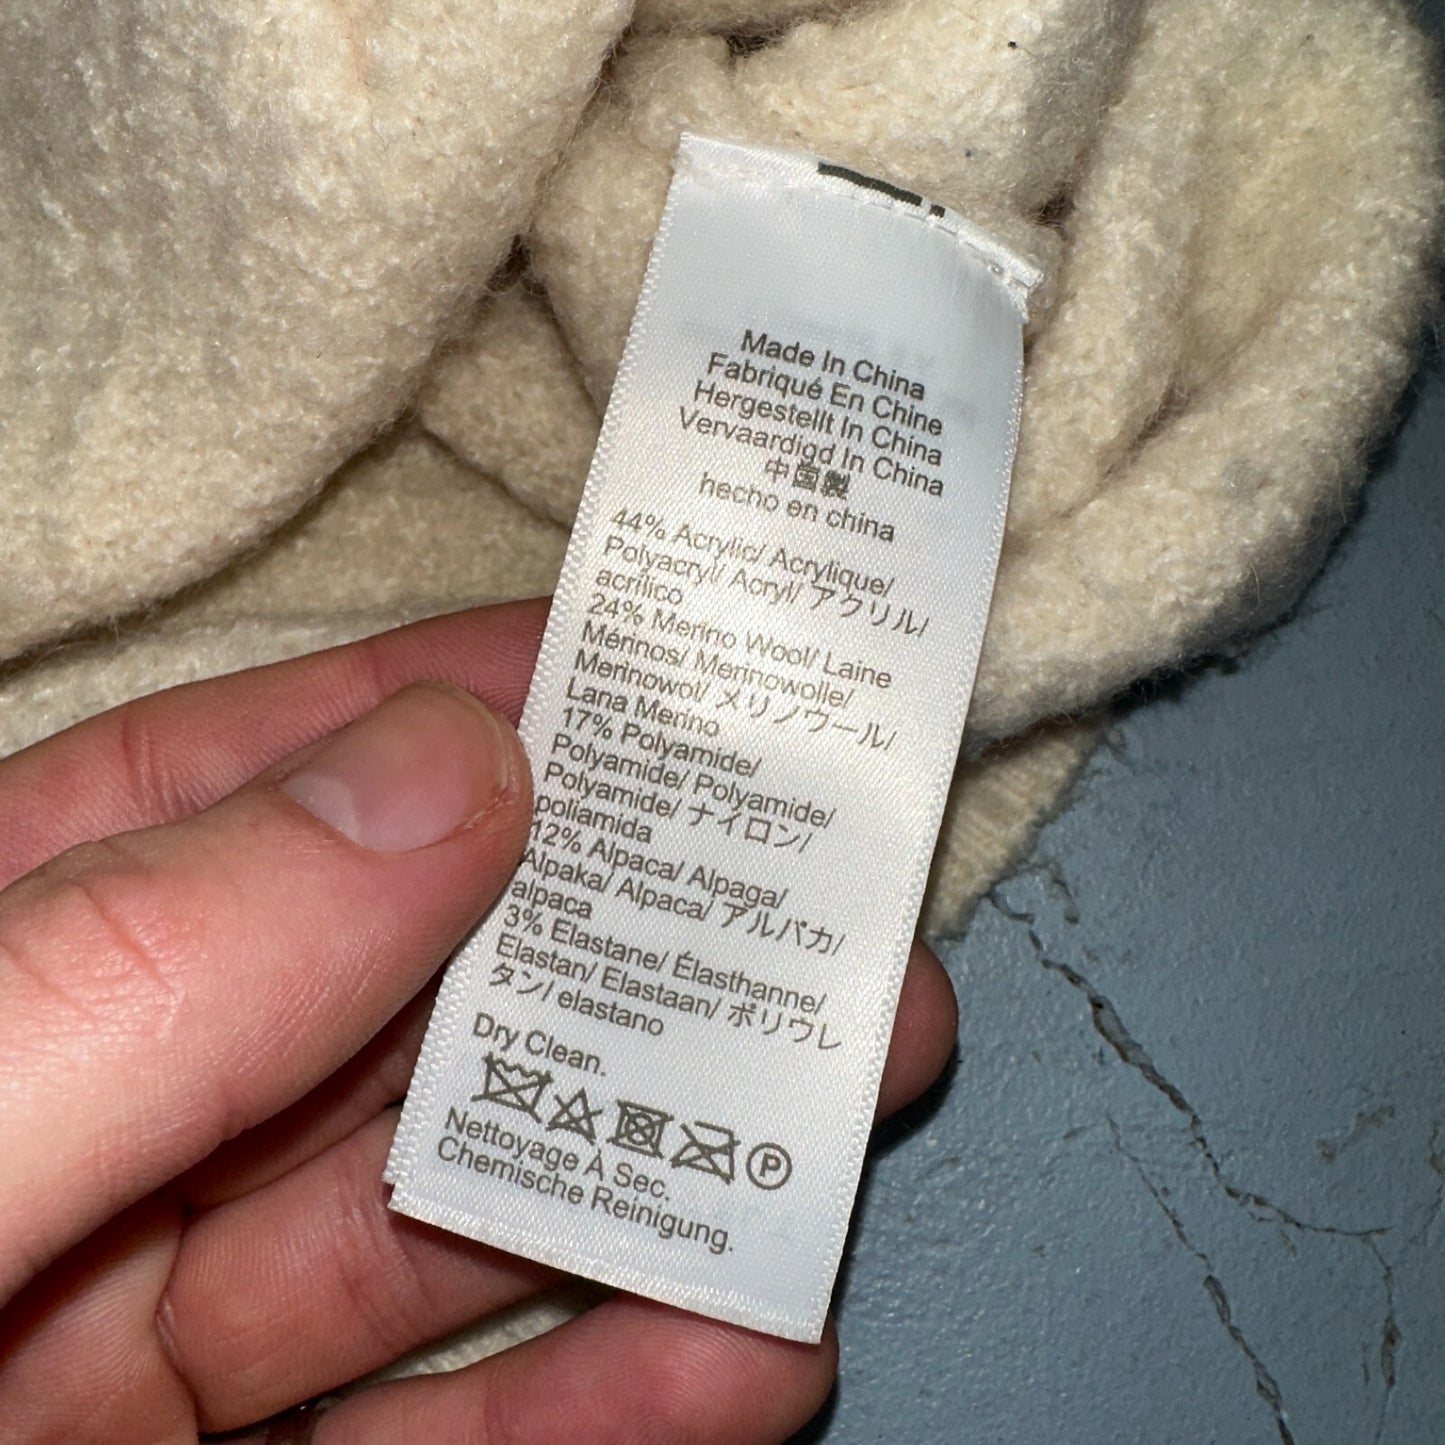 Made In China
Fabriqué En Chine
Hergestellt In China
Vervaardigd In China
中国製
hecho en china
44% Acrylic/ Acrylique/
Polyacryl/ Acryl/ アクリル/
acrílico
24% Merino Wool/ Laine
Mérinos/ Merinowolle/
Merinowol/ メリノウール/
Lana Merino
17% Polyamide/
Polyamide/ Polyamide/
Polyamide/ ナイロン/
poliamida
12% Alpaca/ Alpaga/
Alpaka/ Alpaca/ アルパカ/
alpaca
3% Elastane/ Élasthanne/
Elastan/ Elastaan/ ポリウレ
タン/ elastano
Dry Clean.
P
Nettoyage À Sec.
Chemische Reinigung.